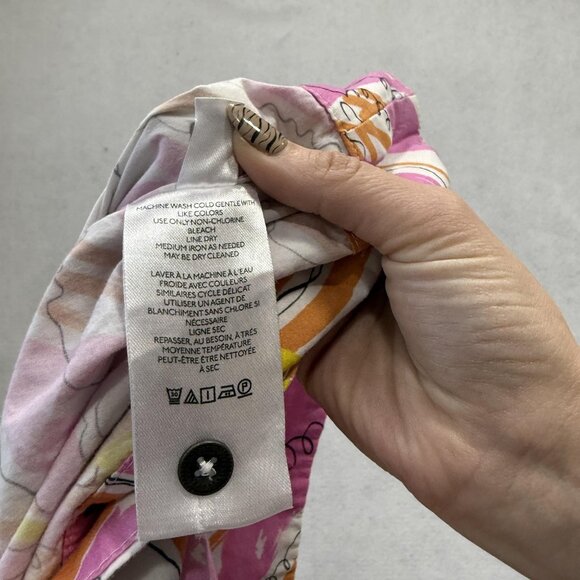 MACHINE WASH COLD GENTLE WITH
LIKE COLORS
USE ONLY NON-CHLORINE
BLEACH
LINE DRY
MEDIUM IRON AS NEEDED
MAY BE DRY CLEANED
LAVER À LA MACHINE À L'EAU
FROIDE AVEC COULEURS
SIMILAIRES CYCLE DÉLICAT
UTILISER UN AGENT DE
BLANCHIMENT SANS CHLORE SI
NÉCESSAIRE
LIGNE SEC
REPASSER, AU BESOIN, À TRÉS
MOYENNE TEMPÉRATURE
PEUT-ÊTRE ÊTRE NETTOYÉE
À SEC
30 P